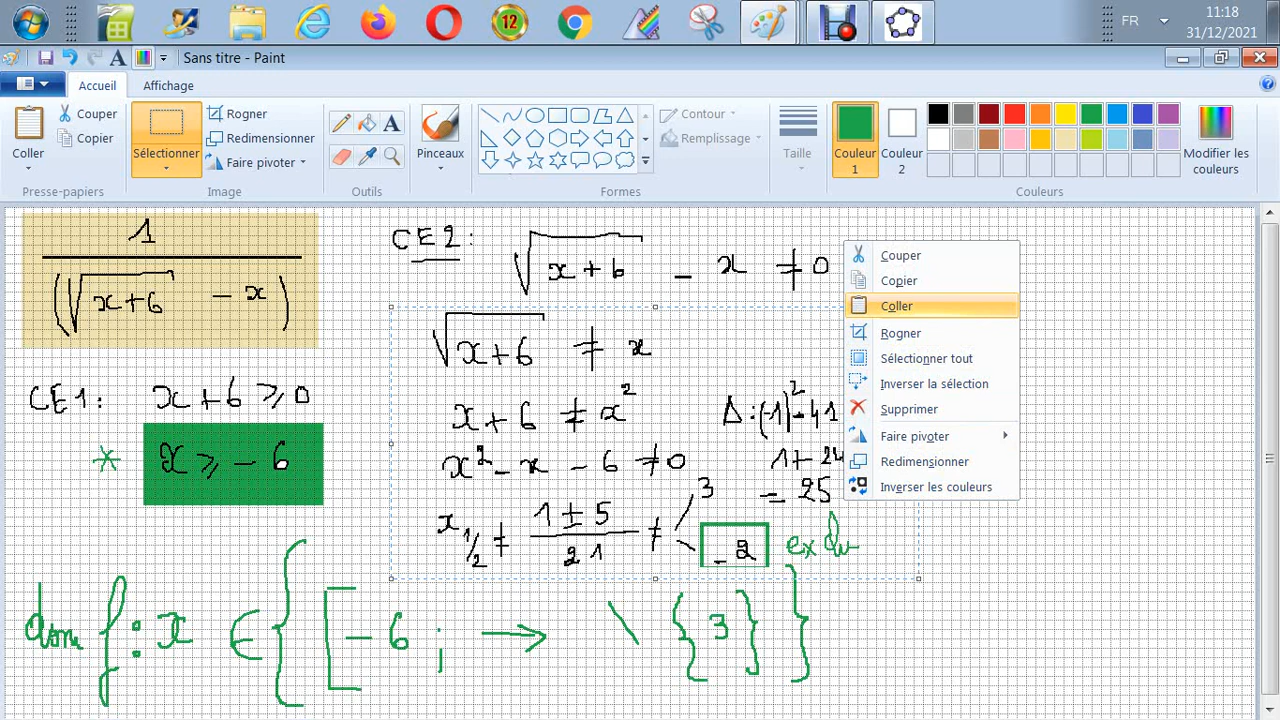 12
FR
11:18
31/12/2021
Sans titre - Paint
Accueil Affichage
Coller
Couper
Copier
Presse-papiers
Sélectionner
Rogner
Redimensionner
Faire pivoter
Image
Outils
Pinceaux
Contour
Remplissage
Formes
Taille
Couleur 1
Couleur 2
Modifier les couleurs
Couleurs
1
(√x+6 - x)
CE1: x+6 ⩾ 0
* x ⩾ -6
CE2: √x+6 - x ≠ 0
√x+6 ≠ x
x+6 ≠ x²
x² - x - 6 ≠ 0
x 1/2 ≠ 1±5 / 2 1 ≠ 3
-2
Δ:(-1)²-41
1+24
= 25
Couper
Copier
Coller
Rogner
Sélectionner tout
Inverser la sélection
Supprimer
Faire pivoter
Redimensionner
Inverser les couleurs
dom f: x ∈ { [ -6 ; → \ {3} }